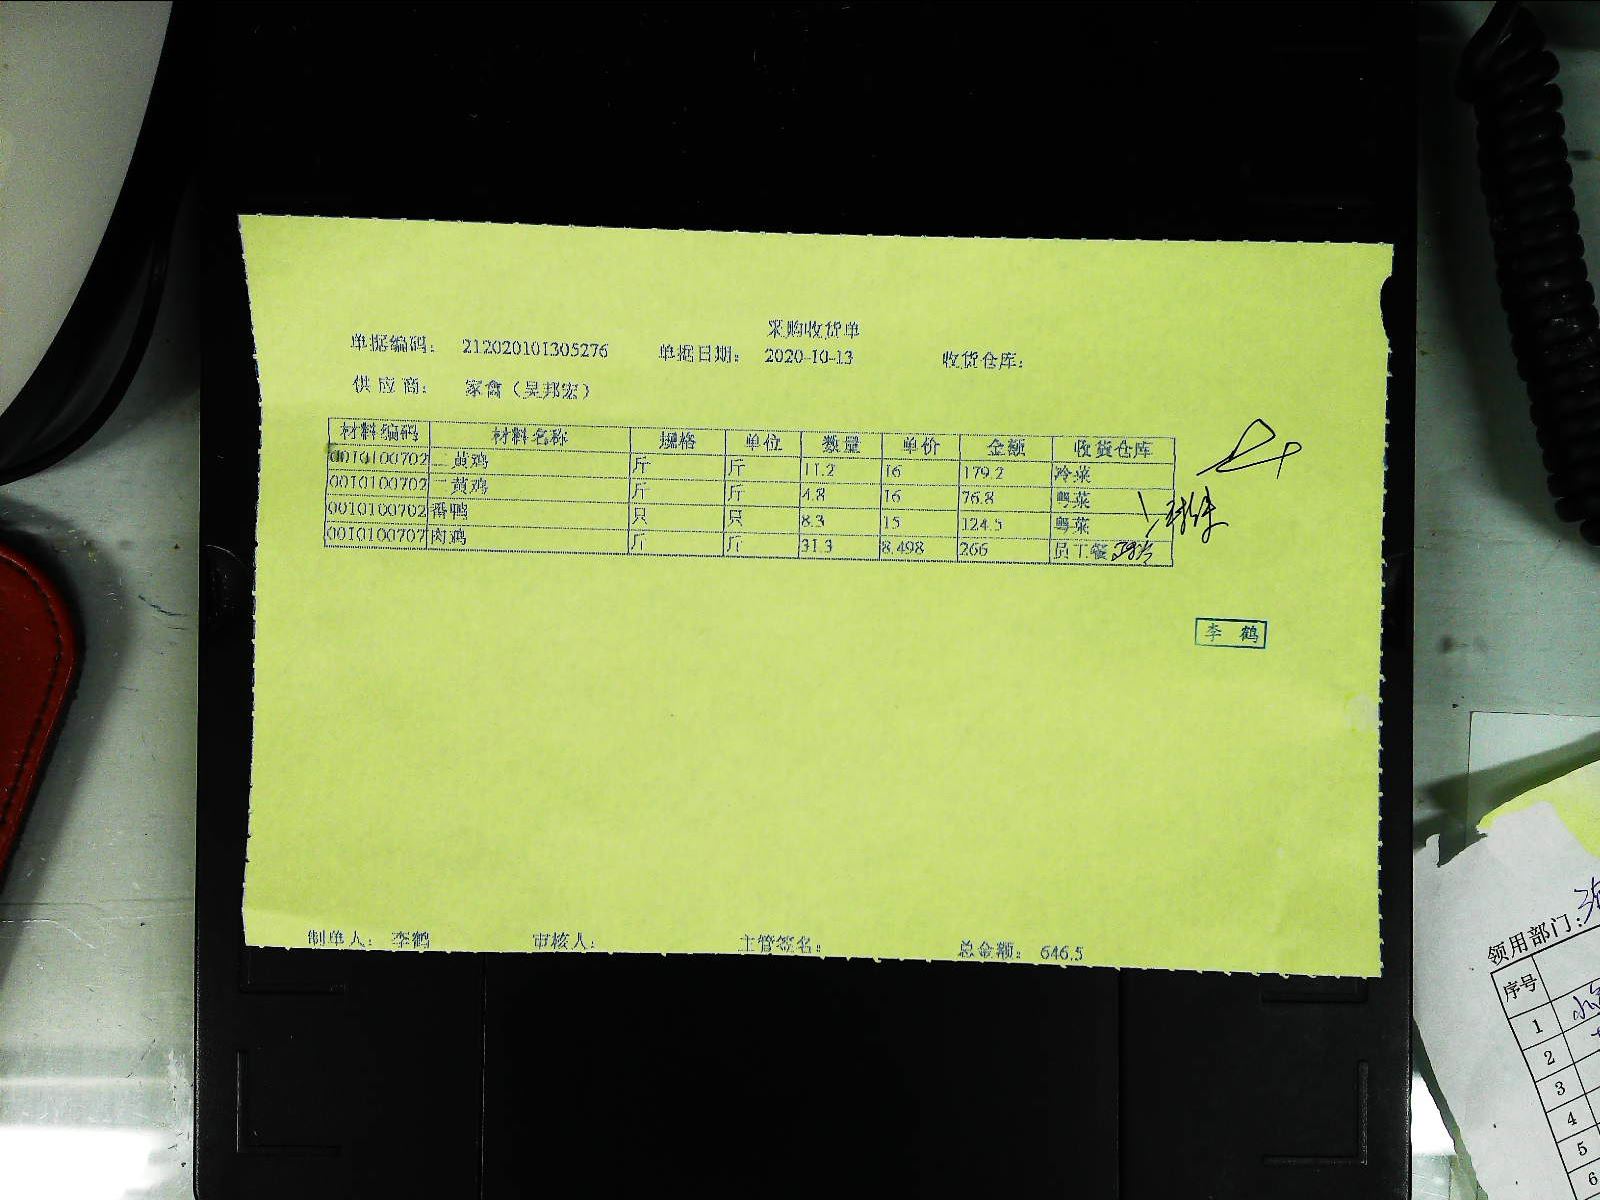 采购收货单
单据编码: 212020101305276 单据日期: 2020-10-13 收货仓库:
供应商: 家禽（吴邦宏）
材料编码 材料名称 规格 单位 数量 单价 金额 收货仓库
0010100702 二黄鸡 斤 斤 11.2 16 179.2 冷菜
0010100702 二黄鸡 斤 斤 4.8 16 76.8 粤菜
0010100702 番鸭 只 只 8.3 15 124.5 粤菜
0010100707 肉鸡 斤 斤 31.3 8.498 266 员工餐
李鹤
制单人: 李鹤 审核人: 主管签名: 总金额: 646.5
领用部门:
序号
1
2
3
4
5
6